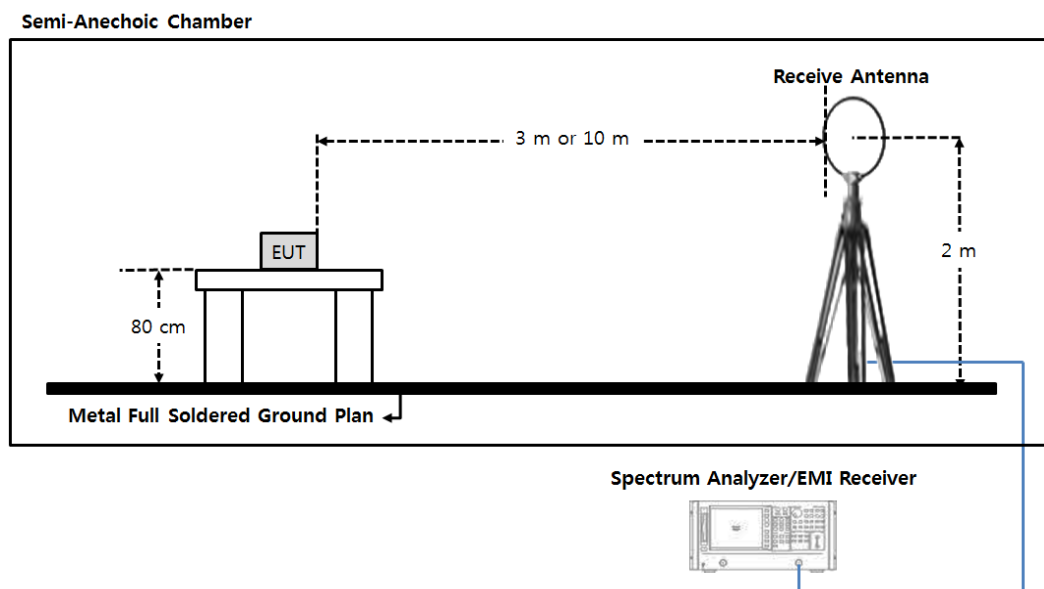 Semi-Anechoic Chamber
Receive Antenna
3 m or 10 m
EUT
2 m
80 cm
Metal Full Soldered Ground Plan
Spectrum Analyzer/EMI Receiver